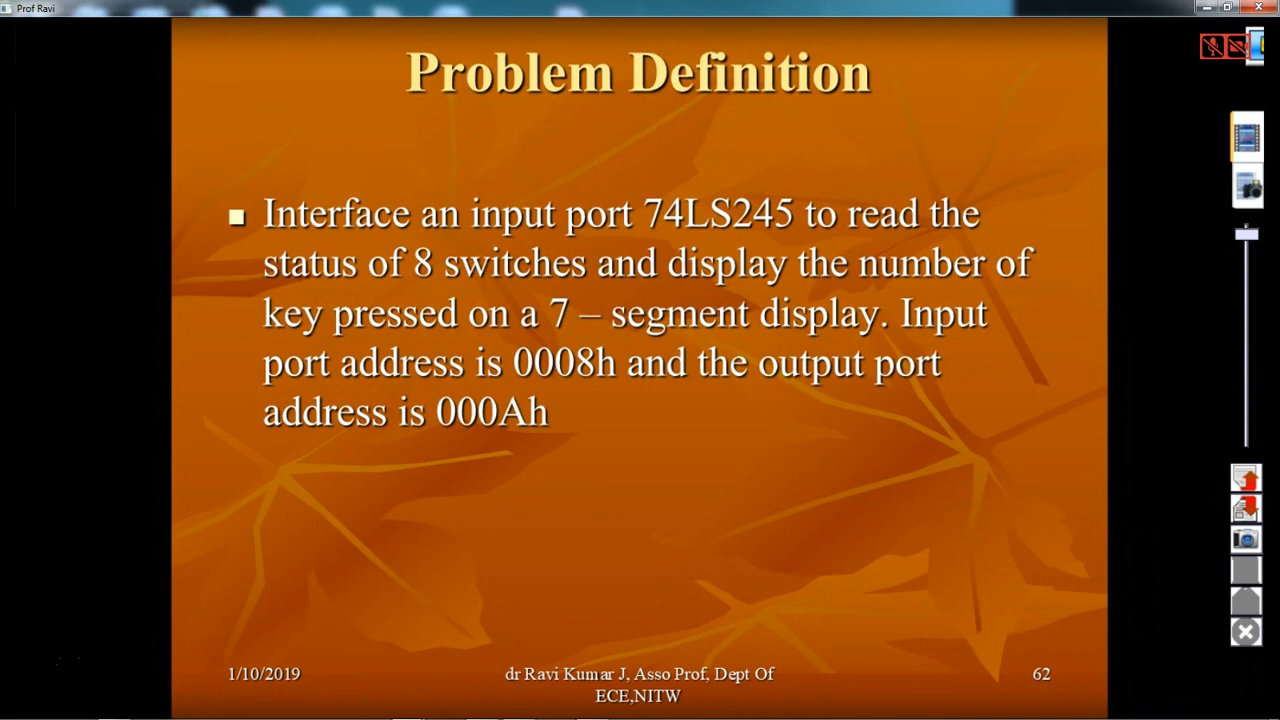 Prof Ravi
Problem Definition
Interface an input port 74LS245 to read the
status of 8 switches and display the number of
key pressed on a 7 – segment display. Input
port address is 0008h and the output port
address is 000Ah
1/10/2019
dr Ravi Kumar J, Asso Prof, Dept Of
ECE,NITW
62